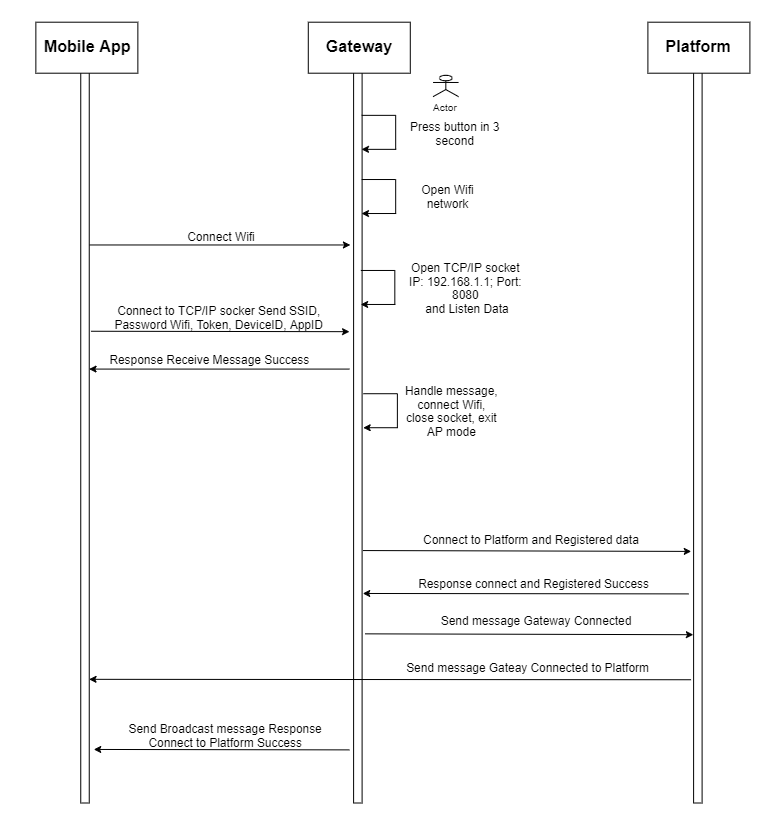 Mobile App
Gateway
Platform
Actor
Press button in 3
second
Open Wifi
network
Connect Wifi
Open TCP/IP socket
IP: 192.168.1.1; Port:
8080
and Listen Data
Connect to TCP/IP socker Send SSID,
Password Wifi, Token, DeviceID, AppID
Response Receive Message Success
Handle message,
connect Wifi,
close socket, exit
AP mode
Connect to Platform and Registered data
Response connect and Registered Success
Send message Gateway Connected
Send message Gateay Connected to Platform
Send Broadcast message Response
Connect to Platform Success